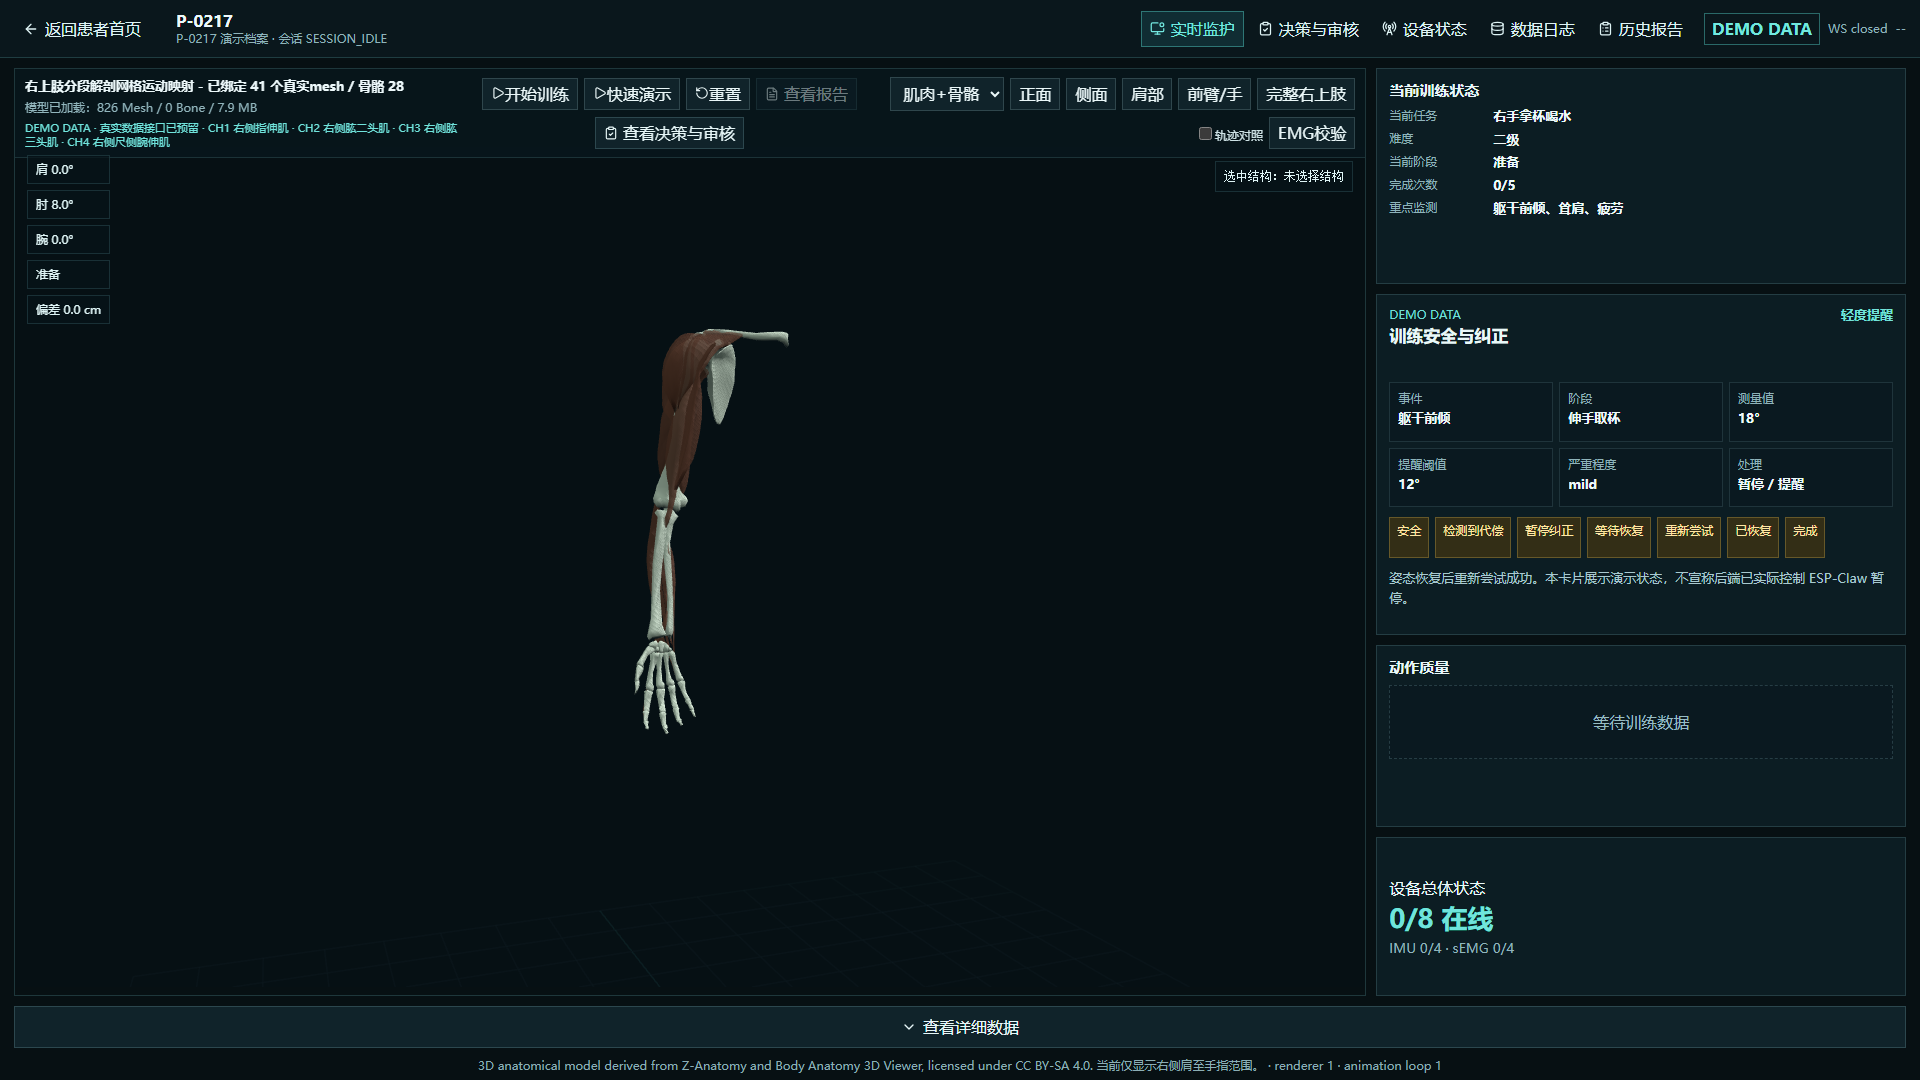 返回患者首页
P-0217
P-0217 演示档案 · 会话 SESSION_IDLE
实时监护
决策与审核
设备状态
数据日志
历史报告
DEMO DATA
WS closed --
右上肢分段解剖网格运动映射 - 已绑定 41 个真实mesh / 骨骼 28
模型已加载：826 Mesh / 0 Bone / 7.9 MB
DEMO DATA · 真实数据接口已预留 · CH1 右侧指伸肌 · CH2 右侧肱二头肌 · CH3 右侧肱
三头肌 · CH4 右侧尺侧腕伸肌
开始训练
快速演示
重置
查看报告
肌肉+骨骼
正面
侧面
肩部
前臂/手
完整右上肢
查看决策与审核
轨迹对照
EMG校验
选中结构：未选择结构
肩 0.0°
肘 8.0°
腕 0.0°
准备
偏差 0.0 cm
当前训练状态
当前任务 右手拿杯喝水
难度 二级
当前阶段 准备
完成次数 0/5
重点监测 躯干前倾、耸肩、疲劳
DEMO DATA
轻度提醒
训练安全与纠正
事件
躯干前倾
阶段
伸手取杯
测量值
18°
提醒阈值
12°
严重程度
mild
处理
暂停 / 提醒
安全
检测到代偿
暂停纠正
等待恢复
重新尝试
已恢复
完成
姿态恢复后重新尝试成功。本卡片展示演示状态，不宣称后端已实际控制 ESP-Claw 暂
停。
动作质量
等待训练数据
设备总体状态
0/8 在线
IMU 0/4 · sEMG 0/4
查看详细数据
3D anatomical model derived from Z-Anatomy and Body Anatomy 3D Viewer, licensed under CC BY-SA 4.0. 当前仅显示右侧肩至手指范围。 · renderer 1 · animation loop 1